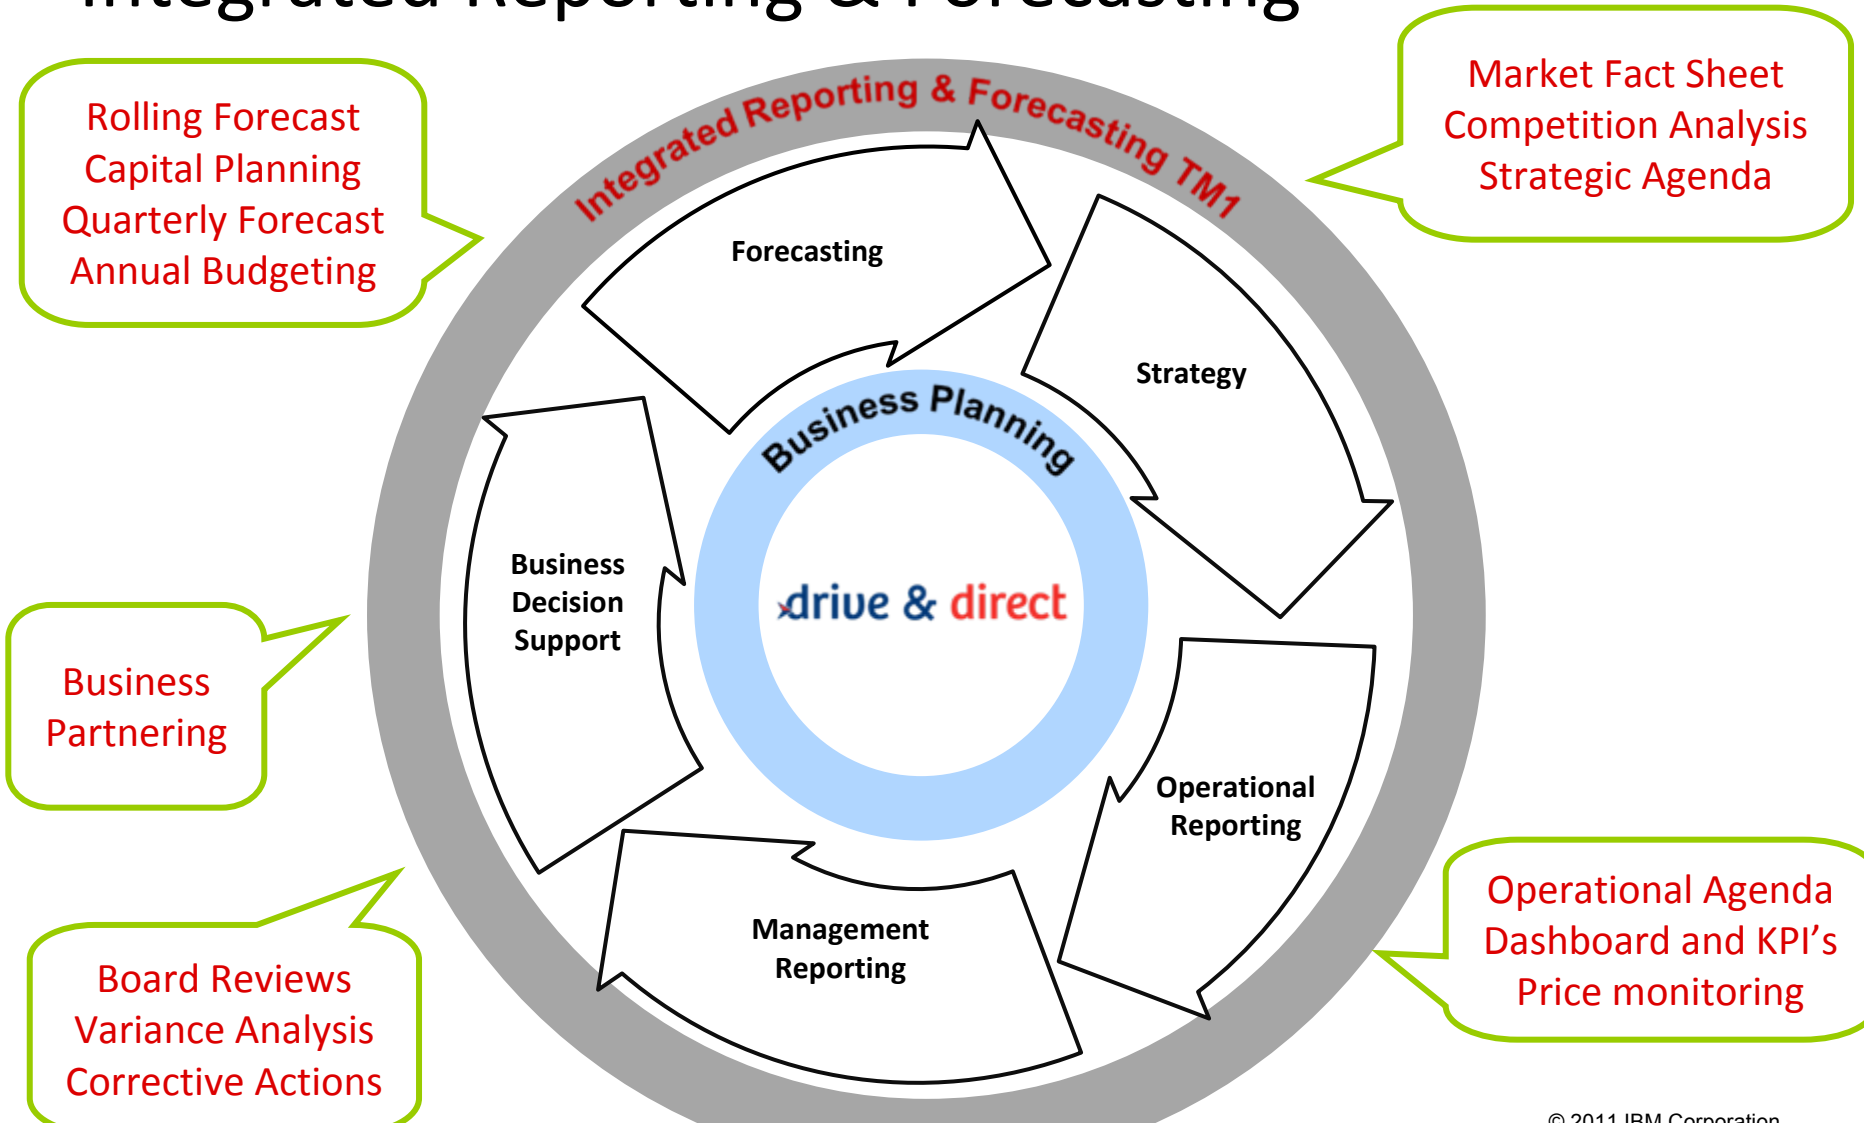 Integrated Reporting & Forecasting
Rolling Forecast
Capital Planning
Quarterly Forecast
Annual Budgeting
Market Fact Sheet
Competition Analysis
Strategic Agenda
Integrated Reporting & Forecasting TM1
Forecasting
Strategy
Business Planning
drive & direct
Business
Decision
Support
Business
Partnering
Operational
Reporting
Management
Reporting
Operational Agenda
Dashboard and KPI’s
Price monitoring
Board Reviews
Variance Analysis
Corrective Actions
© 2011 IBM Corporation